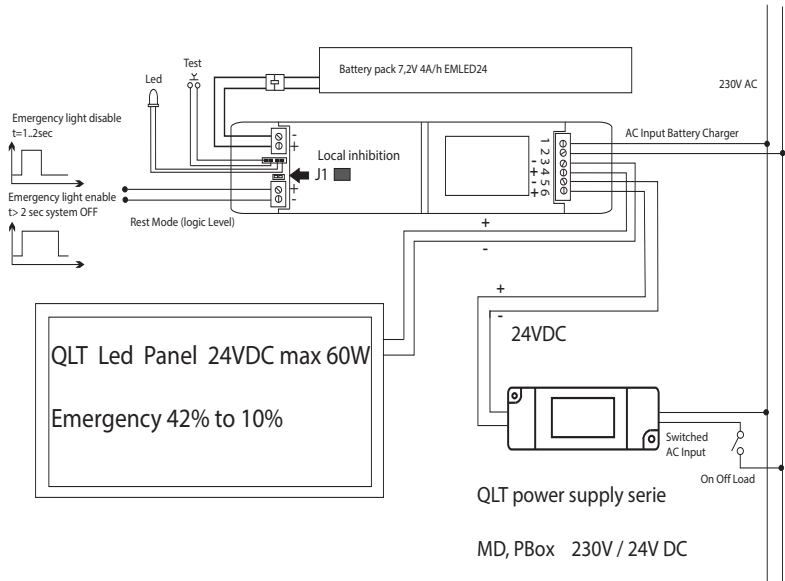 Battery pack 7,2V 4A/h EMLED24
230V AC
Test
Led
Emergency light disable
t=1..2sec
Emergency light enable
t> 2 sec system OFF
-
+
+
-
Rest Mode (logic Level)
Local inhibition
J1
1
2
3 -
4 +
5 -
6 +
AC Input Battery Charger
+
-
+
-
24VDC
QLT Led Panel 24VDC max 60W
Emergency 42% to 10%
Switched
AC Input
On Off Load
QLT power supply serie
MD, PBox 230V / 24V DC